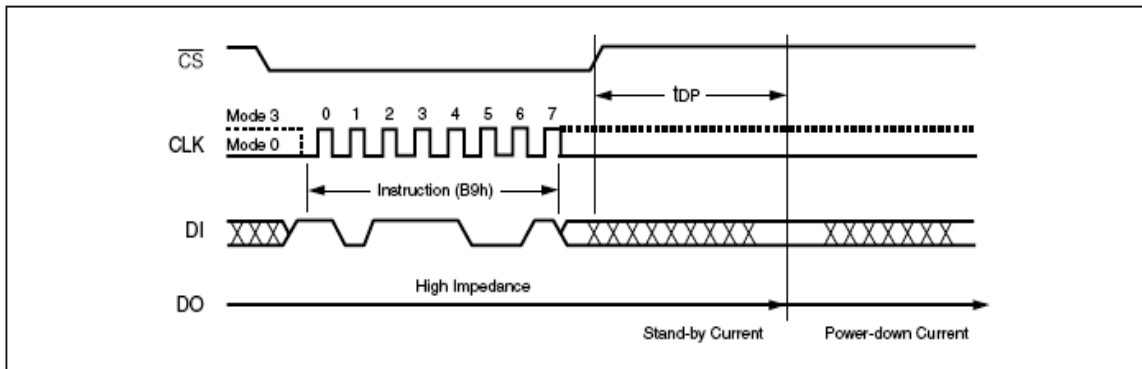 CS
tDP
Mode 3
0 1 2 3 4 5 6 7
CLK
Mode 0
Instruction (B9h)
DI
High Impedance
DO
Stand-by Current
Power-down Current